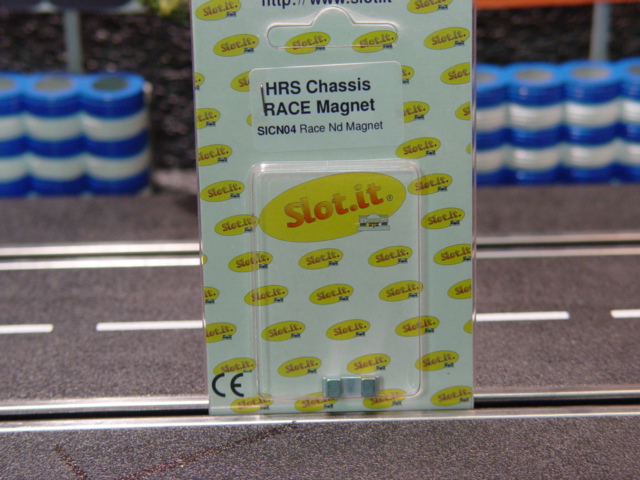 http://www.slot.it
HRS Chassis
RACE Magnet
SICN04 Race Nd Magnet
Slot.it®
CE